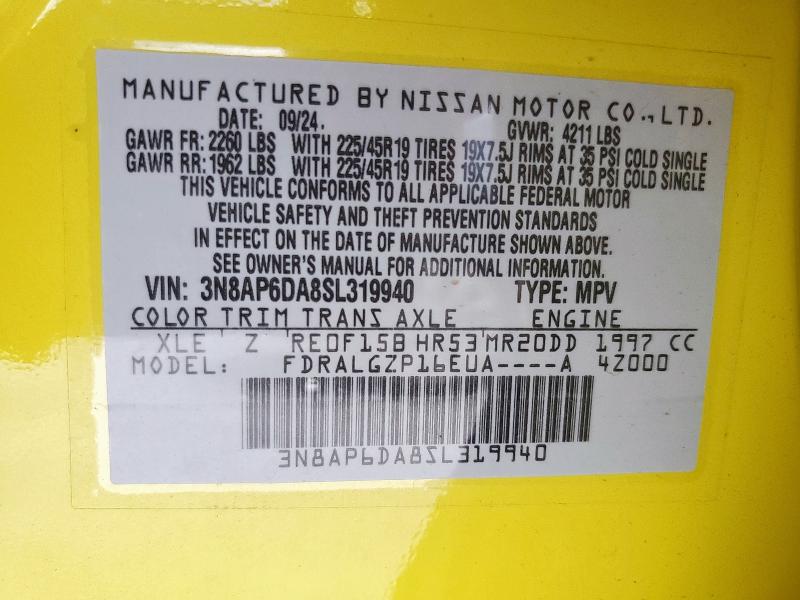 MANUFACTURED BY NISSAN MOTOR CO., LTD.
DATE: 09/24. GVWR: 4211 LBS
GAWR FR: 2260 LBS WITH 225/45R19 TIRES 19X7.5J RIMS AT 35 PSI COLD SINGLE
GAWR RR: 1962 LBS WITH 225/45R19 TIRES 19X7.5J RIMS AT 35 PSI COLD SINGLE
THIS VEHICLE CONFORMS TO ALL APPLICABLE FEDERAL MOTOR
VEHICLE SAFETY AND THEFT PREVENTION STANDARDS
IN EFFECT ON THE DATE OF MANUFACTURE SHOWN ABOVE.
SEE OWNER'S MANUAL FOR ADDITIONAL INFORMATION.
VIN: 3N8AP6DA8SL319940 TYPE: MPV
COLOR TRIM TRANS AXLE ENGINE
XLE Z RE0F15B HR53 MR20DD 1997 CC
MODEL: FDRALGZP16EUA----A 4Z000
3N8AP6DA8SL319940